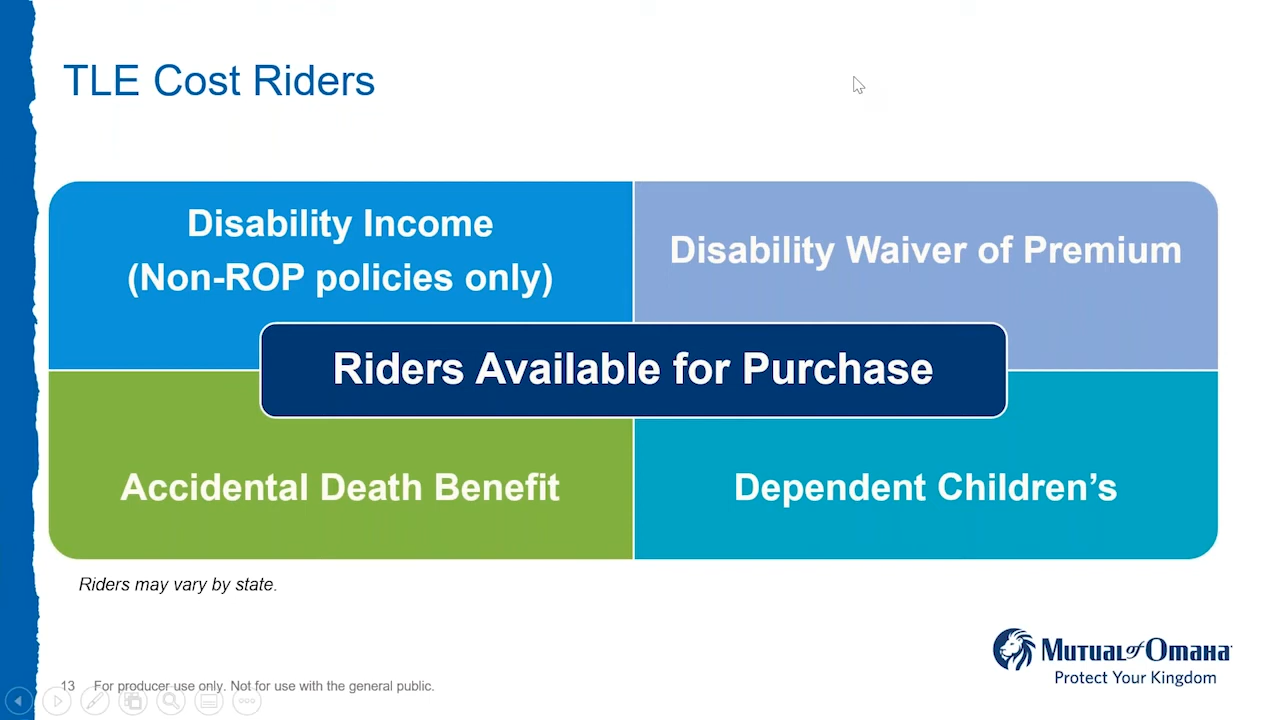 TLE Cost Riders
Disability Income
(Non-ROP policies only)
Disability Waiver of Premium
Riders Available for Purchase
Accidental Death Benefit
Dependent Children’s
Riders may vary by state.
Mutual of Omaha
Protect Your Kingdom
13 For producer use only. Not for use with the general public.